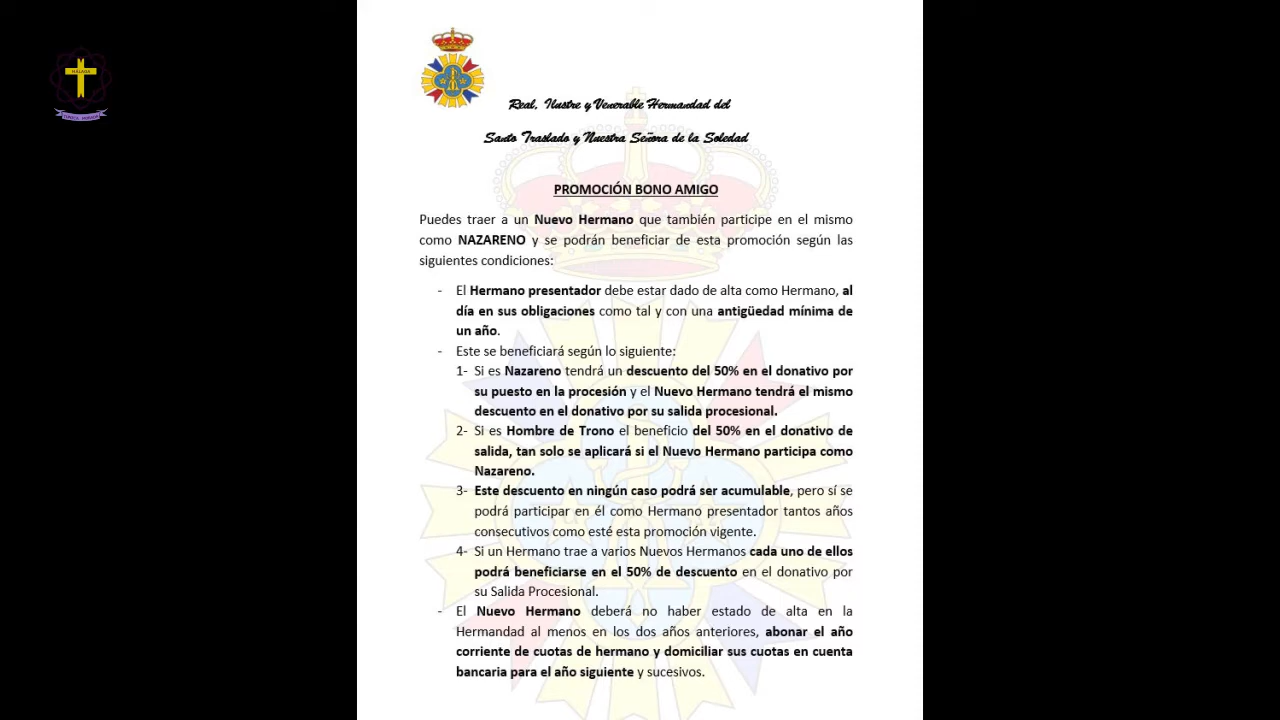 MÁLAGA
Real, Ilustre y Venerable Hermandad del
Santo Traslado y Nuestra Señora de la Soledad
PROMOCIÓN BONO AMIGO
Puedes traer a un Nuevo Hermano que también participe en el mismo
como NAZARENO y se podrán beneficiar de esta promoción según las
siguientes condiciones:
- El Hermano presentador debe estar dado de alta como Hermano, al
día en sus obligaciones como tal y con una antigüedad mínima de
un año.
- Este se beneficiará según lo siguiente:
1- Si es Nazareno tendrá un descuento del 50% en el donativo por
su puesto en la procesión y el Nuevo Hermano tendrá el mismo
descuento en el donativo por su salida procesional.
2- Si es Hombre de Trono el beneficio del 50% en el donativo de
salida, tan solo se aplicará si el Nuevo Hermano participa como
Nazareno.
3- Este descuento en ningún caso podrá ser acumulable, pero sí se
podrá participar en él como Hermano presentador tantos años
consecutivos como esté esta promoción vigente.
4- Si un Hermano trae a varios Nuevos Hermanos cada uno de ellos
podrá beneficiarse en el 50% de descuento en el donativo por
su Salida Procesional.
- El Nuevo Hermano deberá no haber estado de alta en la
Hermandad al menos en los dos años anteriores, abonar el año
corriente de cuotas de hermano y domiciliar sus cuotas en cuenta
bancaria para el año siguiente y sucesivos.